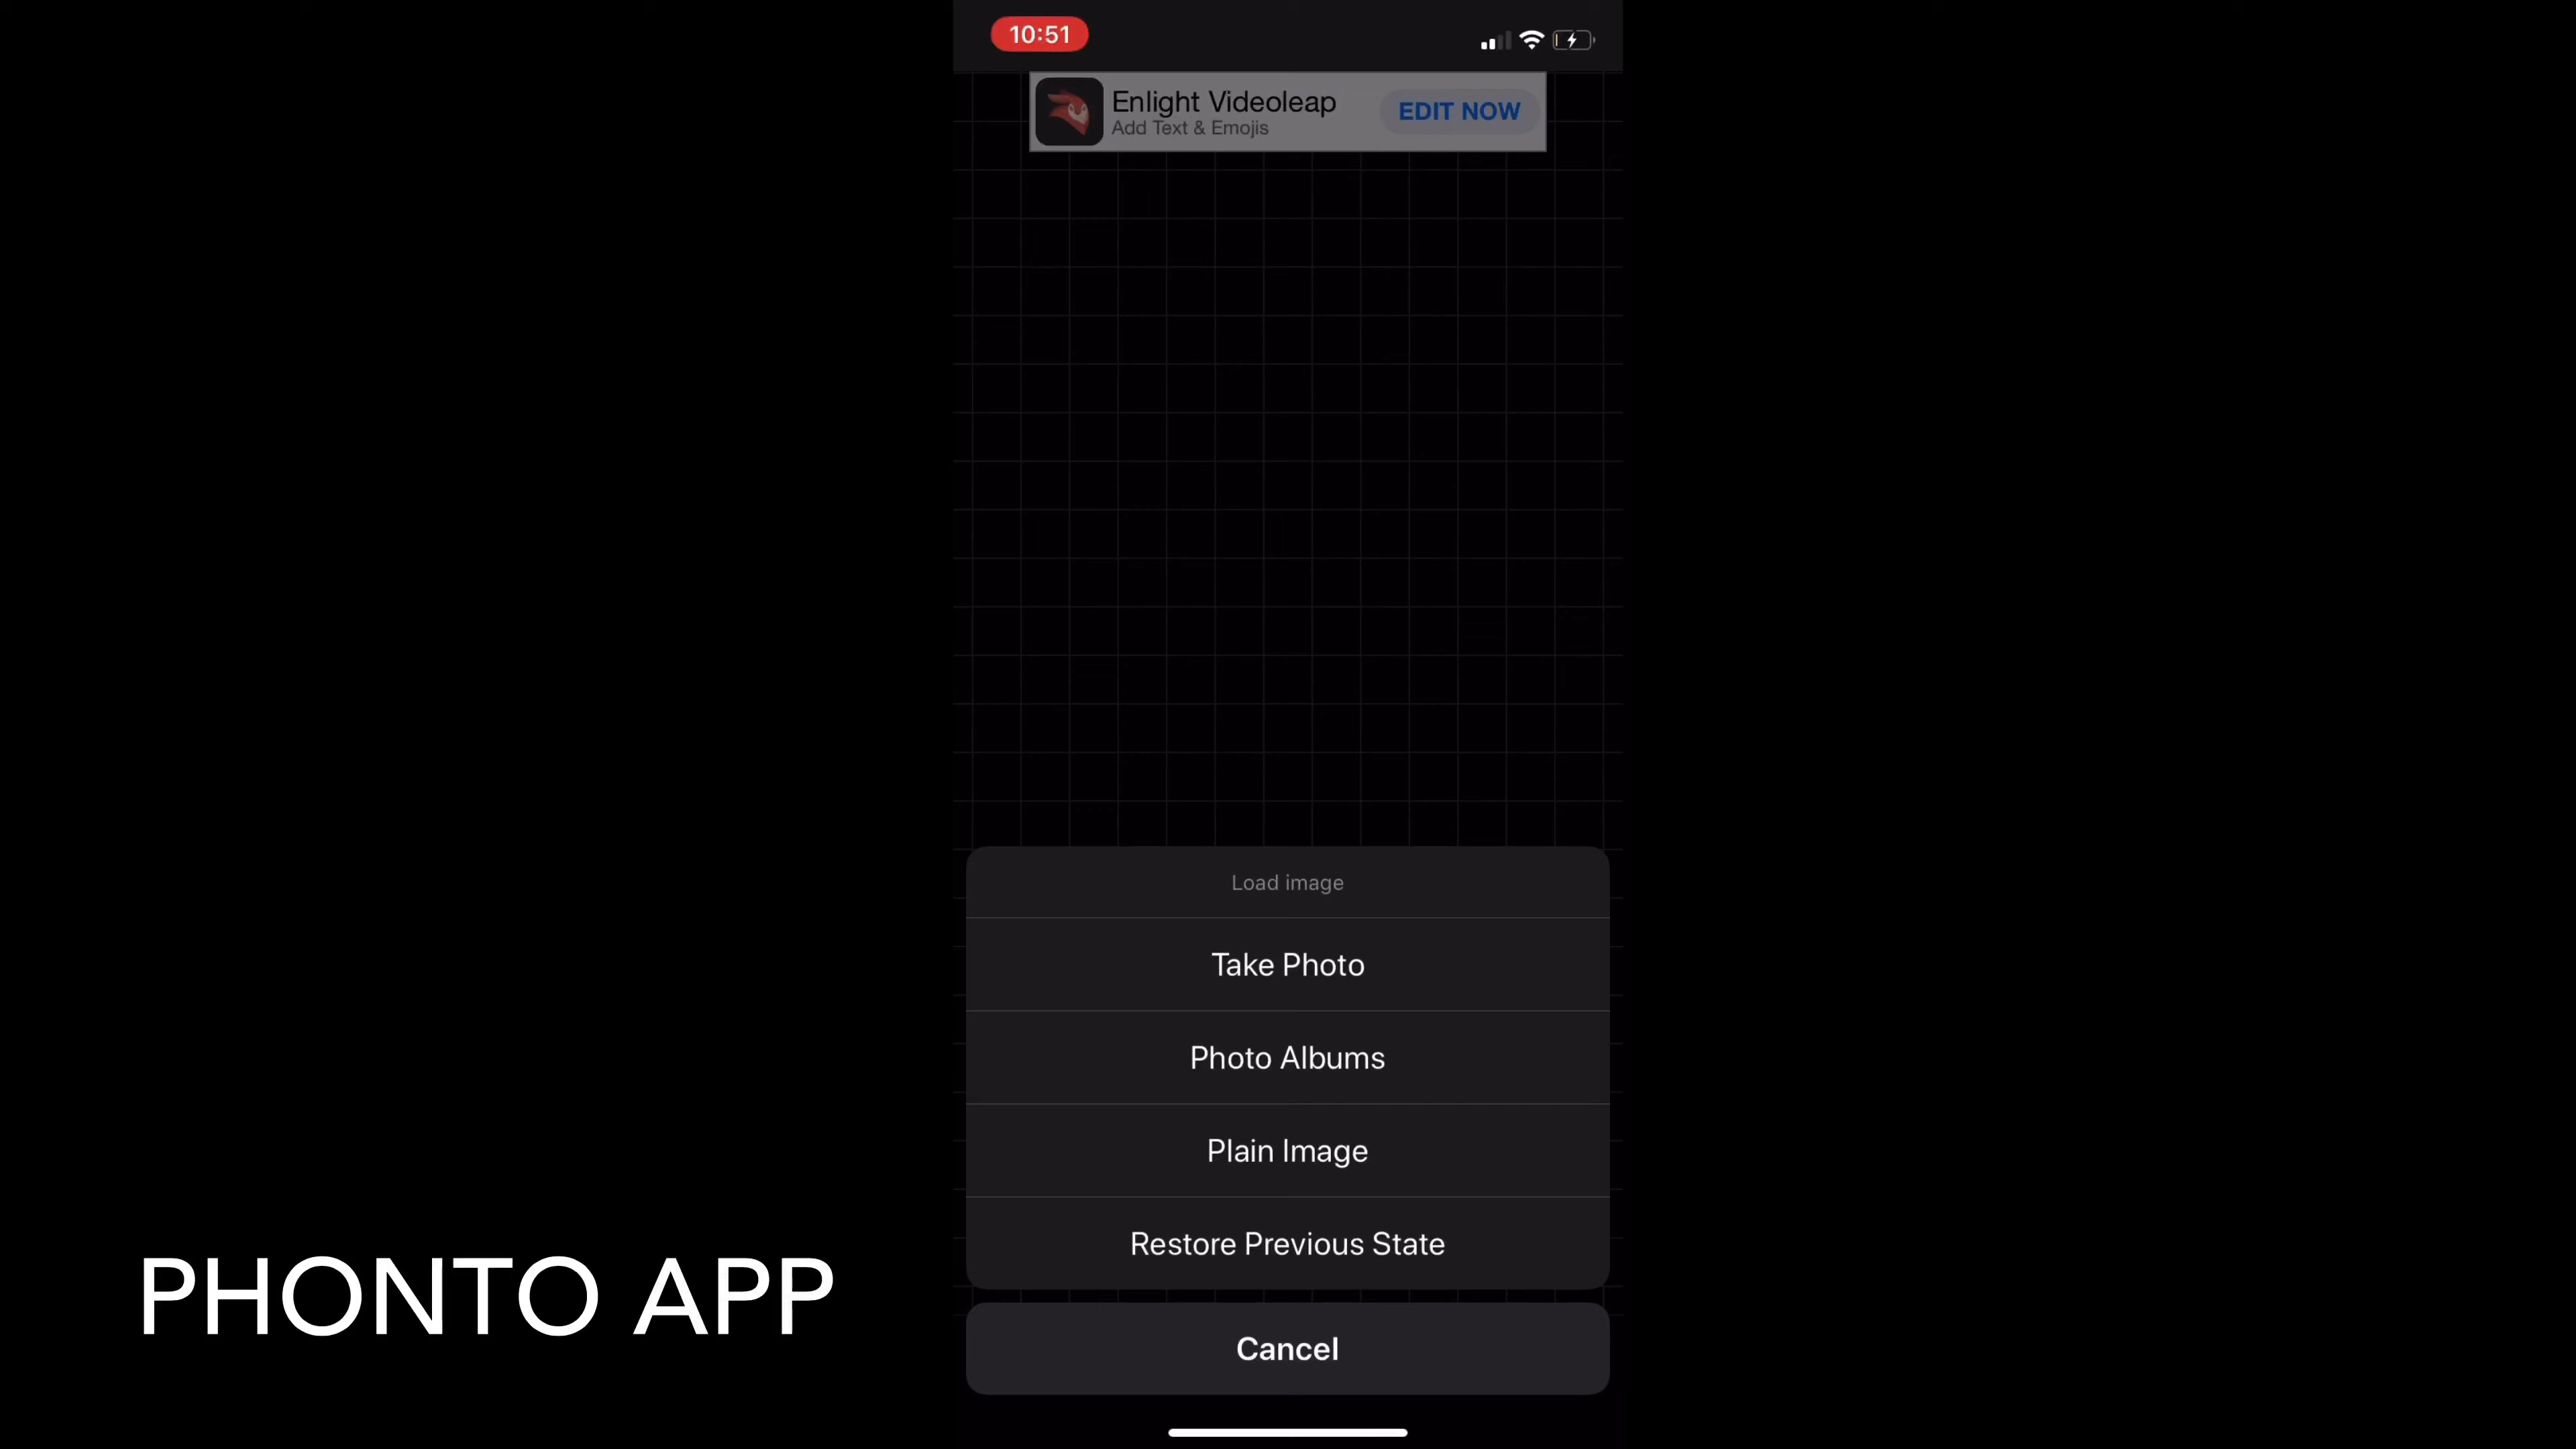 10:51
Enlight Videoleap
Add Text & Emojis
EDIT NOW
Load image
Take Photo
Photo Albums
Plain Image
Restore Previous State
Cancel
PHONTO APP